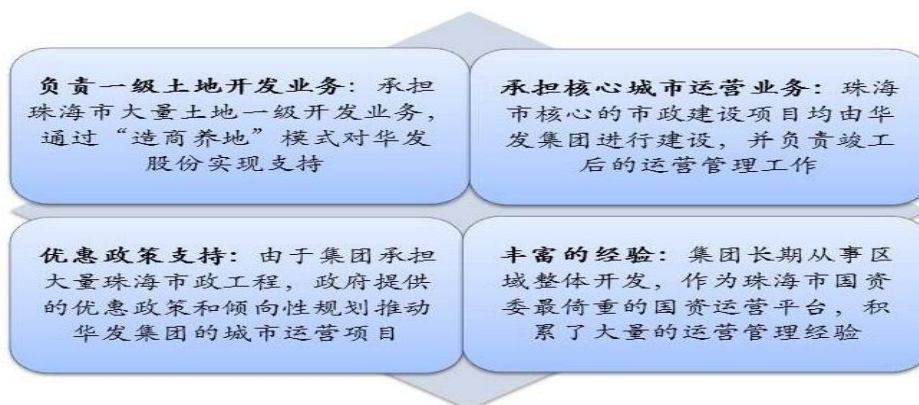 负责一级土地开发业务：承担
珠海市大量土地一级开发业务，
通过“造商养地”模式对华发
股份实现支持
承担核心城市运营业务：珠海
市核心的市政建设项目均由华
发集团进行建设，并负责竣工
后的运营管理工作
优惠政策支持：由于集团承担
大量珠海市政工程，政府提供
的优惠政策和倾向性规划推动
华发集团的城市运营项目
丰富的经验：集团长期从事区
域整体开发，作为珠海市国资
委最倚重的国资运营平台，积
累了大量的运营管理经验